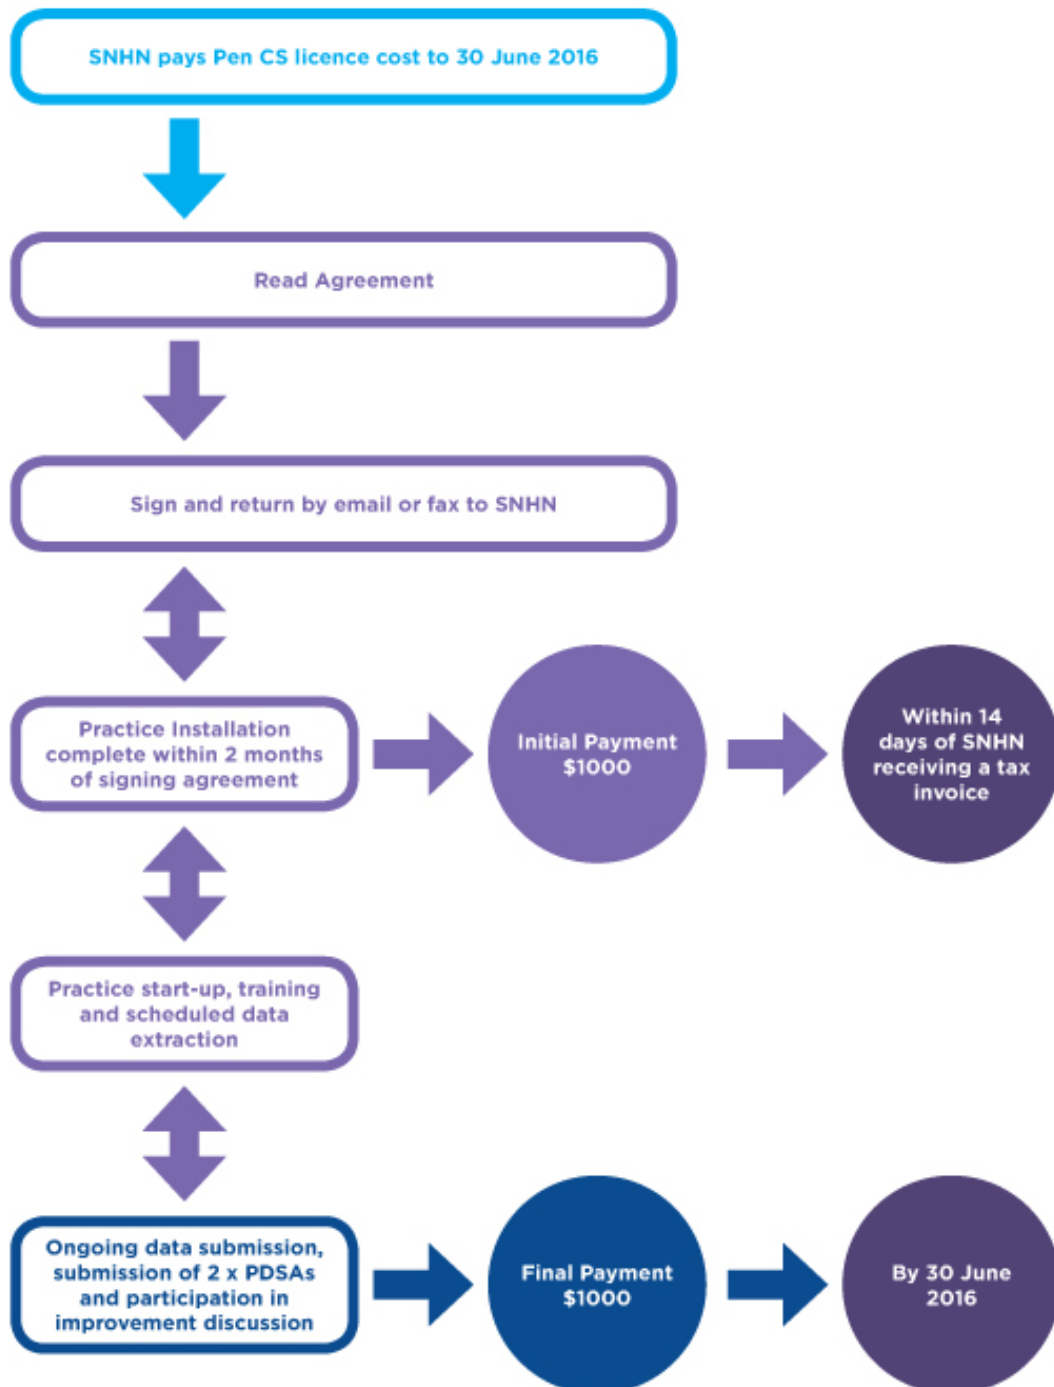 SNHN pays Pen CS licence cost to 30 June 2016
Read Agreement
Sign and return by email or fax to SNHN
Practice Installation
complete within 2 months
of signing agreement
Initial Payment
$1000
Within 14
days of SNHN
receiving a tax
invoice
Practice start-up, training
and scheduled data
extraction
Ongoing data submission,
submission of 2 x PDSAs
and participation in
improvement discussion
Final Payment
$1000
By 30 June
2016